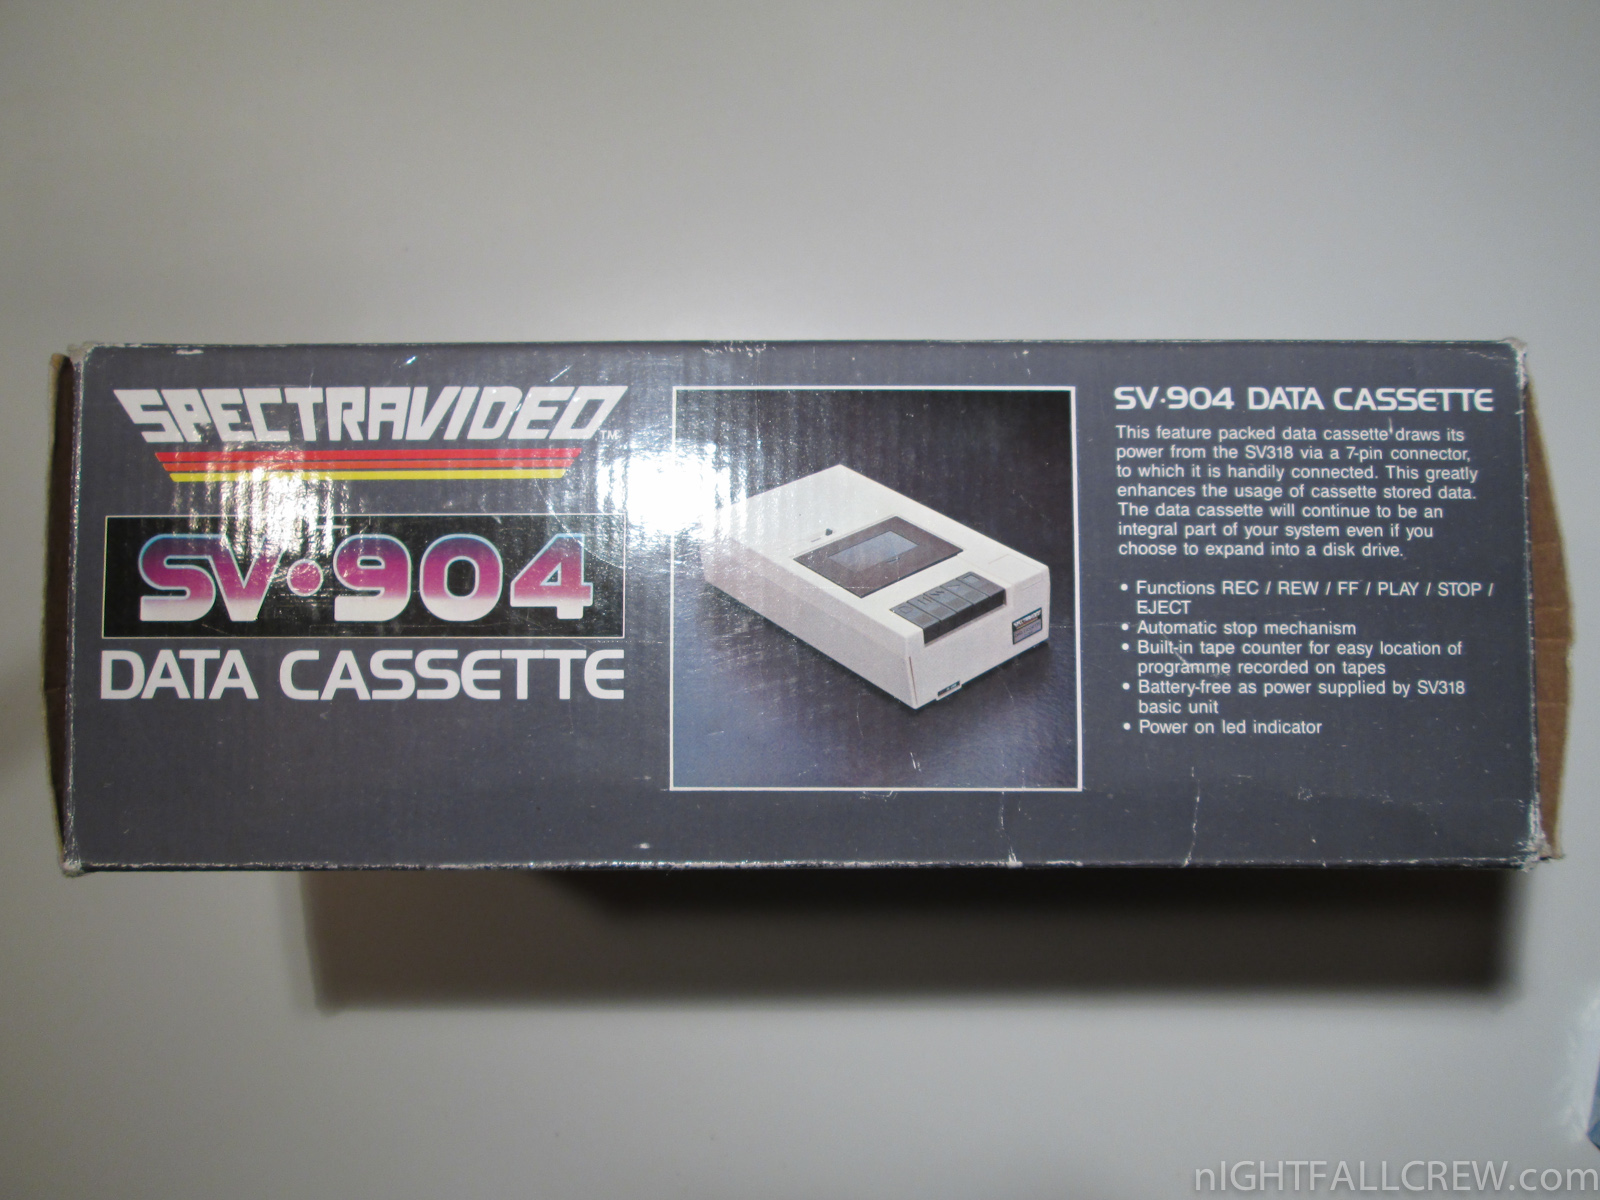 SPECTRAVIDEO™
SV·904
DATA CASSETTE
SV·904 DATA CASSETTE
This feature packed data cassette draws its
power from the SV318 via a 7-pin connector,
to which it is handily connected. This greatly
enhances the usage of cassette stored data.
The data cassette will continue to be an
integral part of your system even if you
choose to expand into a disk drive.
• Functions REC / REW / FF / PLAY / STOP /
EJECT
• Automatic stop mechanism
• Built-in tape counter for easy location of
programme recorded on tapes
• Battery-free as power supplied by SV318
basic unit
• Power on led indicator
nIGHTFALLCREW.com